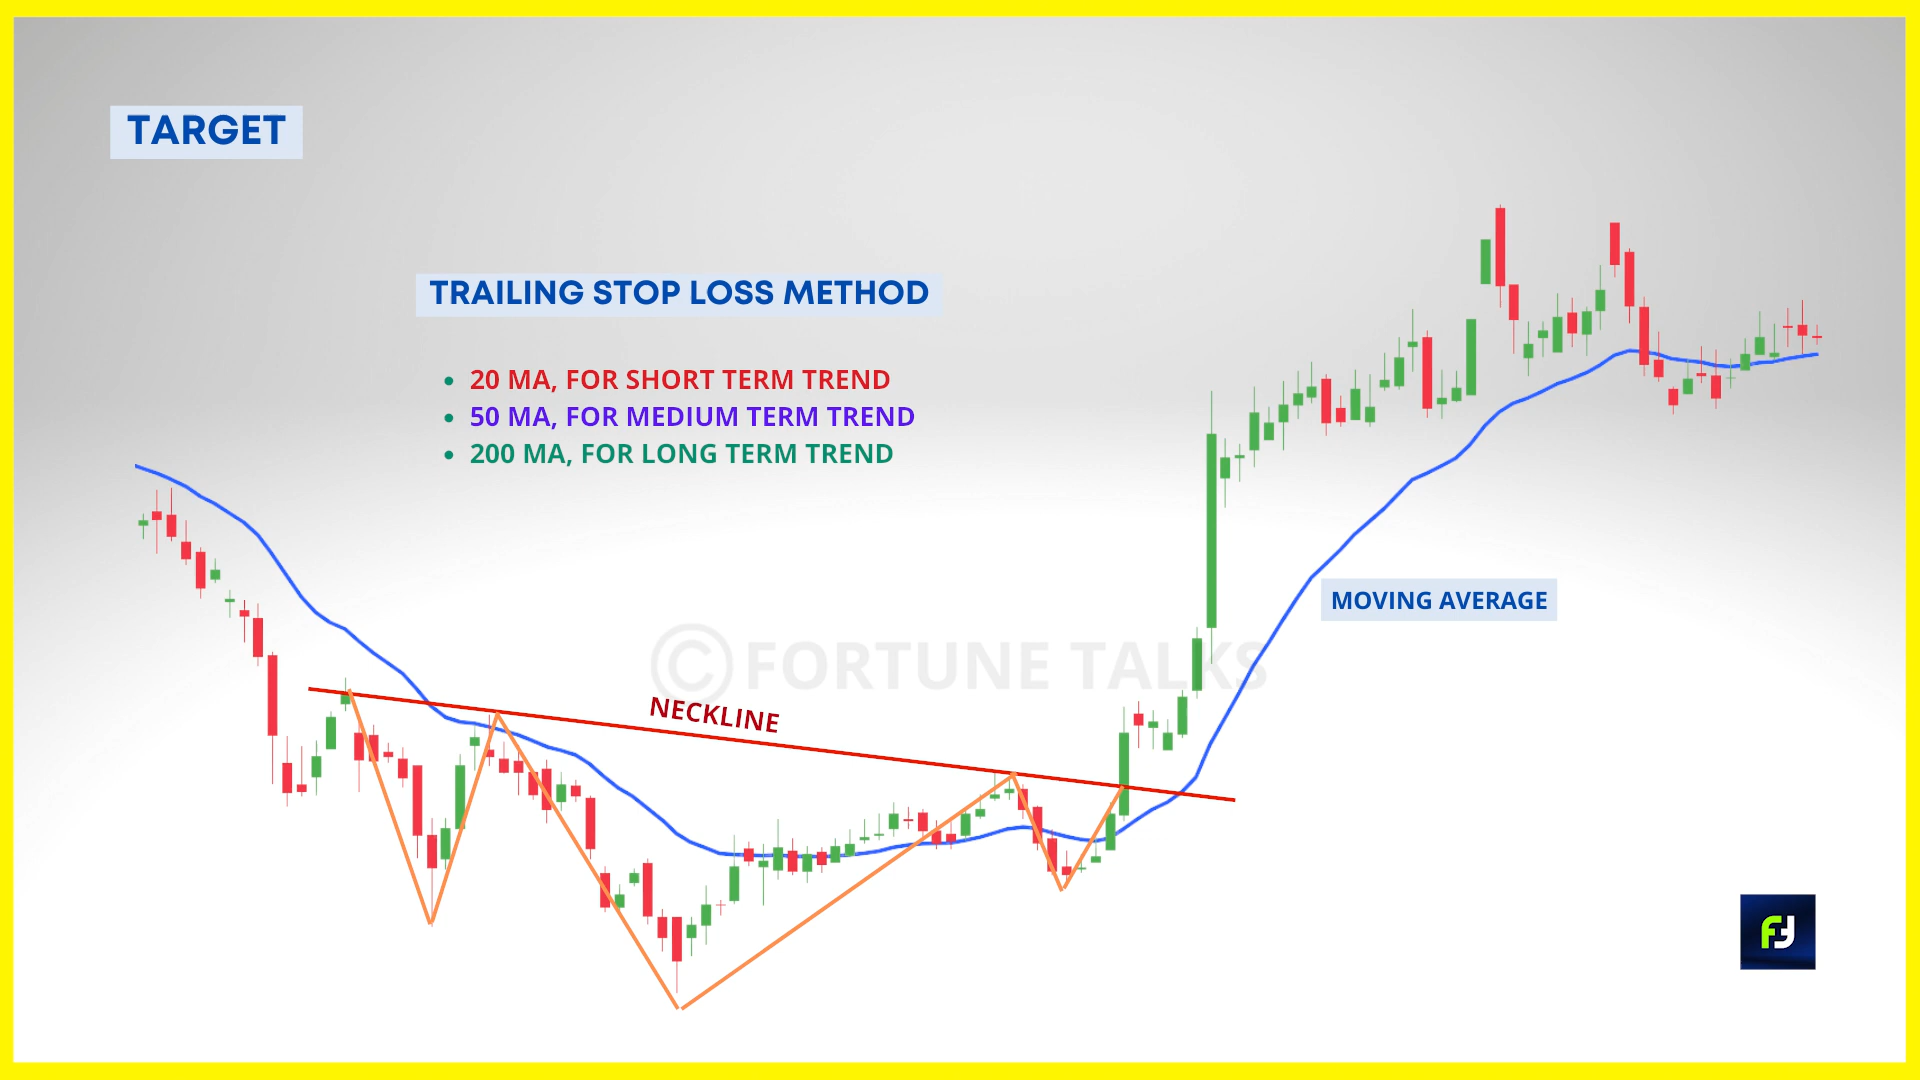 TARGET
TRAILING STOP LOSS METHOD
• 20 MA, FOR SHORT TERM TREND
• 50 MA, FOR MEDIUM TERM TREND
• 200 MA, FOR LONG TERM TREND
MOVING AVERAGE
© FORTUNE TALKS
NECKLINE